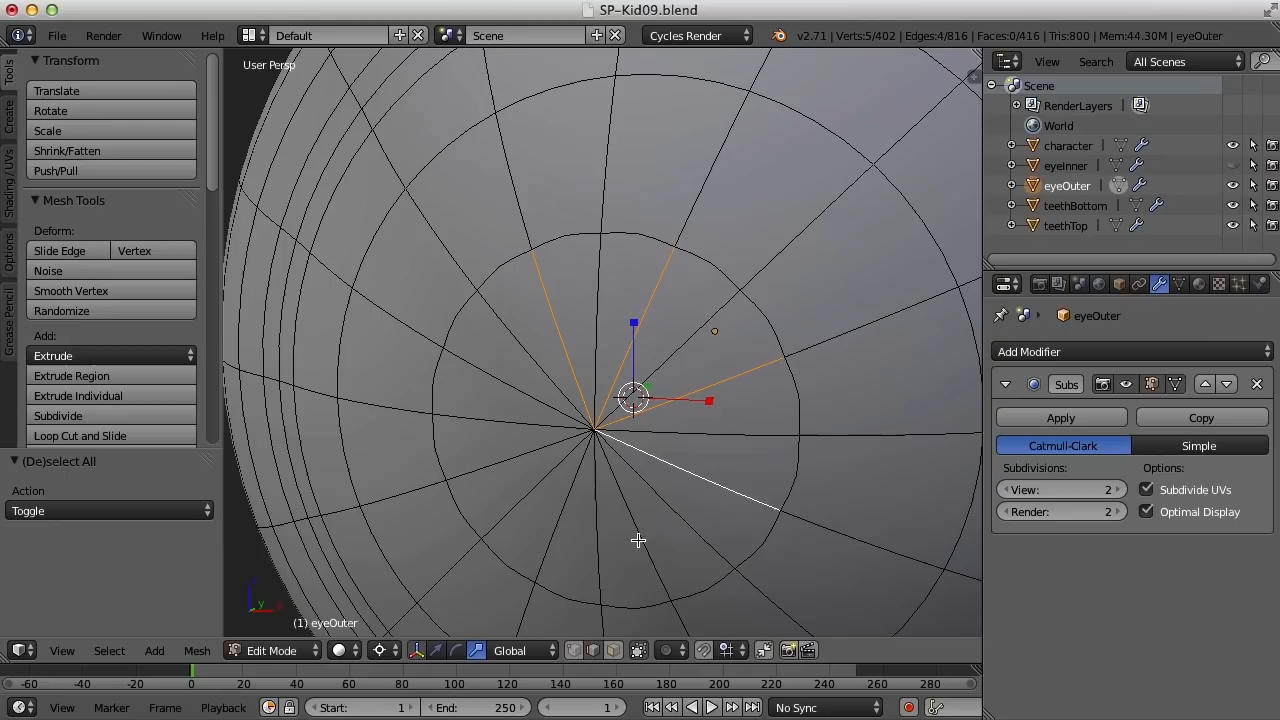 SP-Kid09.blend
File Render Window Help Default Scene Cycles Render v2.71 | Verts:5/402 | Edges:4/816 | Faces:0/416 | Tris:800 | Mem:44.30M | eyeOuter
Tools
Create
Shading / UVs
Options
Grease Pencil
Transform
Translate
Rotate
Scale
Shrink/Fatten
Push/Pull
Mesh Tools
Deform:
Slide Edge Vertex
Noise
Smooth Vertex
Randomize
Add:
Extrude
Extrude Region
Extrude Individual
Subdivide
Loop Cut and Slide
(De)select All
Action
Toggle
User Persp
y
(1) eyeOuter
View Select Add Mesh Edit Mode Global
-60 -40 -20 0 20 40 60 80 100 120 140 160 180 200 220 240 260 280
View Marker Frame Playback Start: 1 End: 250 1 No Sync
View Search All Scenes
Scene
RenderLayers
World
character
eyeInner
eyeOuter
teethBottom
teethTop
eyeOuter
Add Modifier
Subs
Apply Copy
Catmull-Clark Simple
Subdivisions: Options:
View: 2 Subdivide UVs
Render: 2 Optimal Display